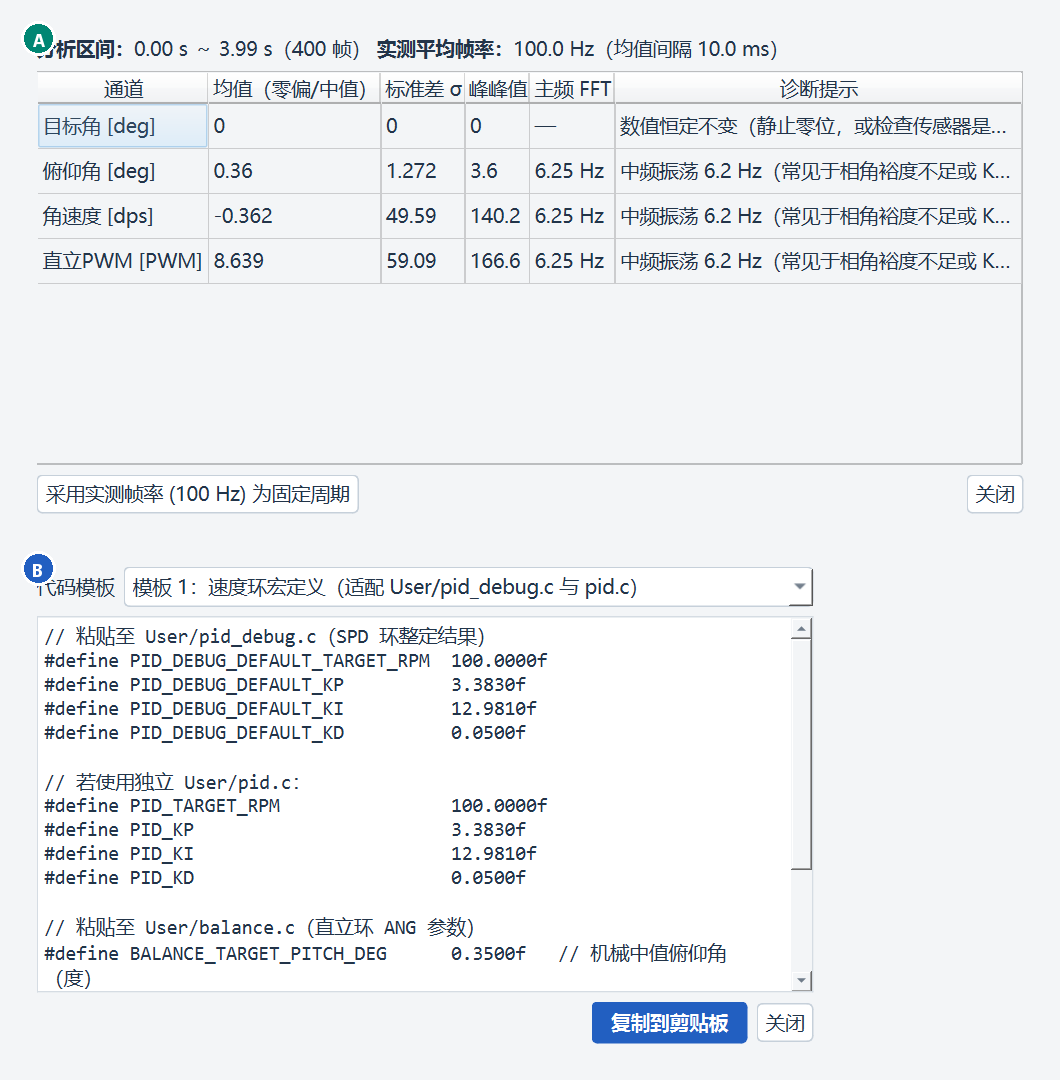 A
分析区间：0.00 s ~ 3.99 s（400 帧） 实测平均帧率：100.0 Hz（均值间隔 10.0 ms）
通道 均值（零偏/中值） 标准差 σ 峰峰值 主频 FFT 诊断提示
目标角 [deg] 0 0 0 — 数值恒定不变（静止零位，或检查传感器是...
俯仰角 [deg] 0.36 1.272 3.6 6.25 Hz 中频振荡 6.2 Hz（常见于相角裕度不足或 K...
角速度 [dps] -0.362 49.59 140.2 6.25 Hz 中频振荡 6.2 Hz（常见于相角裕度不足或 K...
直立PWM [PWM] 8.639 59.09 166.6 6.25 Hz 中频振荡 6.2 Hz（常见于相角裕度不足或 K...
采用实测帧率 (100 Hz) 为固定周期
关闭
B
代码模板 模板 1：速度环宏定义（适配 User/pid_debug.c 与 pid.c）
// 粘贴至 User/pid_debug.c（SPD 环整定结果）
#define PID_DEBUG_DEFAULT_TARGET_RPM 100.0000f
#define PID_DEBUG_DEFAULT_KP 3.3830f
#define PID_DEBUG_DEFAULT_KI 12.9810f
#define PID_DEBUG_DEFAULT_KD 0.0500f
// 若使用独立 User/pid.c：
#define PID_TARGET_RPM 100.0000f
#define PID_KP 3.3830f
#define PID_KI 12.9810f
#define PID_KD 0.0500f
// 粘贴至 User/balance.c（直立环 ANG 参数）
#define BALANCE_TARGET_PITCH_DEG 0.3500f // 机械中值俯仰角
（度）
复制到剪贴板
关闭